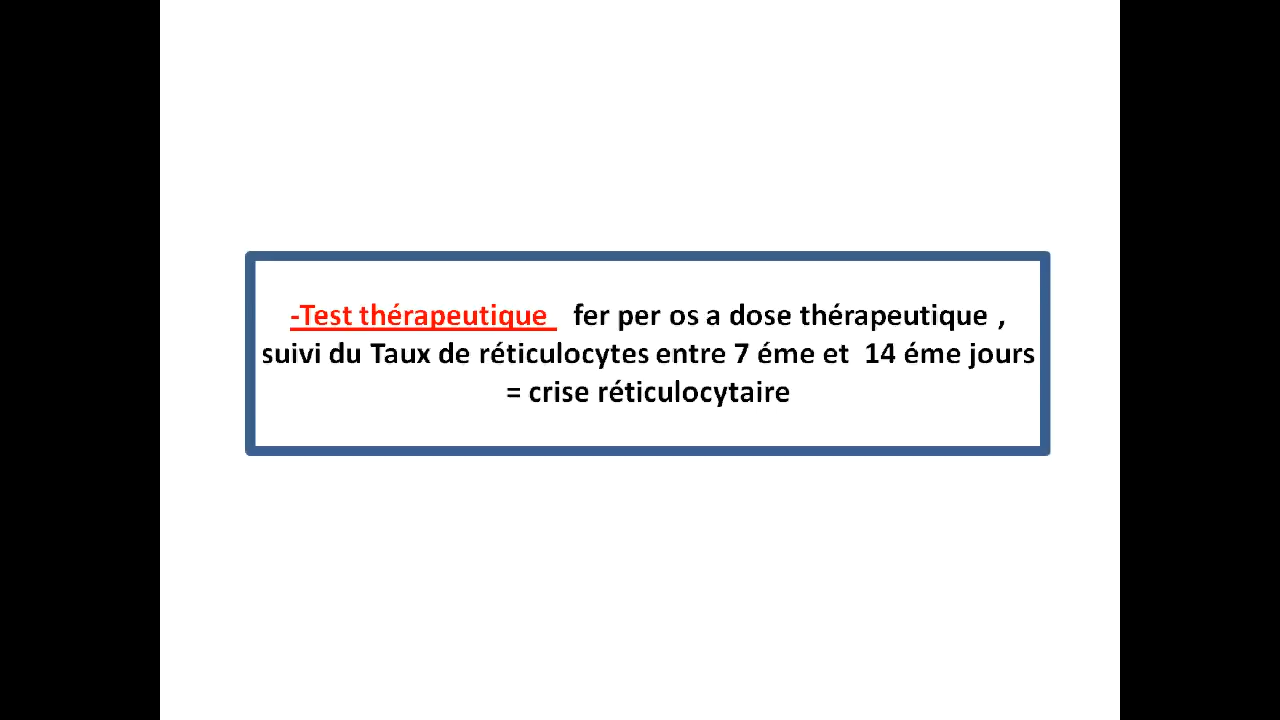 -Test thérapeutique fer per os a dose thérapeutique ,
suivi du Taux de réticulocytes entre 7 éme et 14 éme jours
= crise réticulocytaire